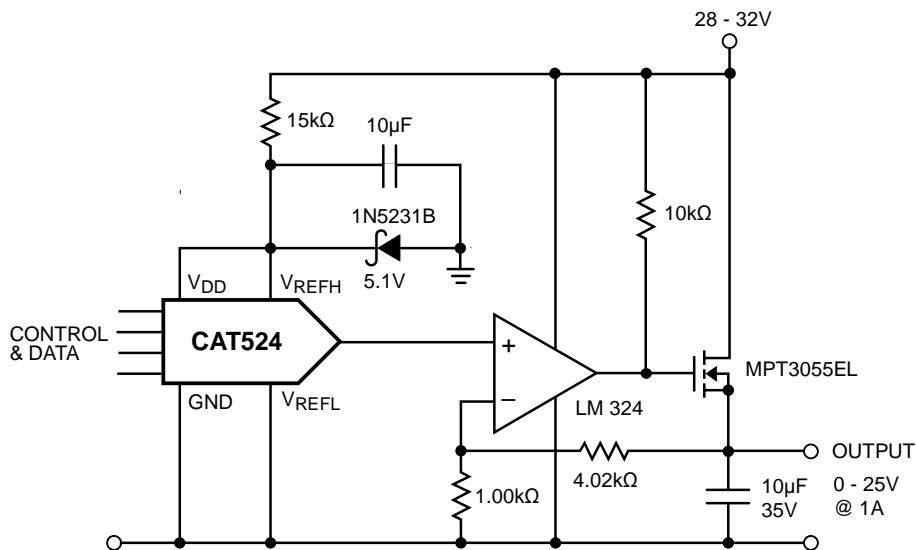 28 - 32V
15kΩ
10µF
1N5231B
10kΩ
5.1V
VDD
VREFH
CONTROL
& DATA
CAT524
+
MPT3055EL
GND
VREFL
–
LM 324
OUTPUT
4.02kΩ
1.00kΩ
10µF
35V
0 - 25V
@ 1A